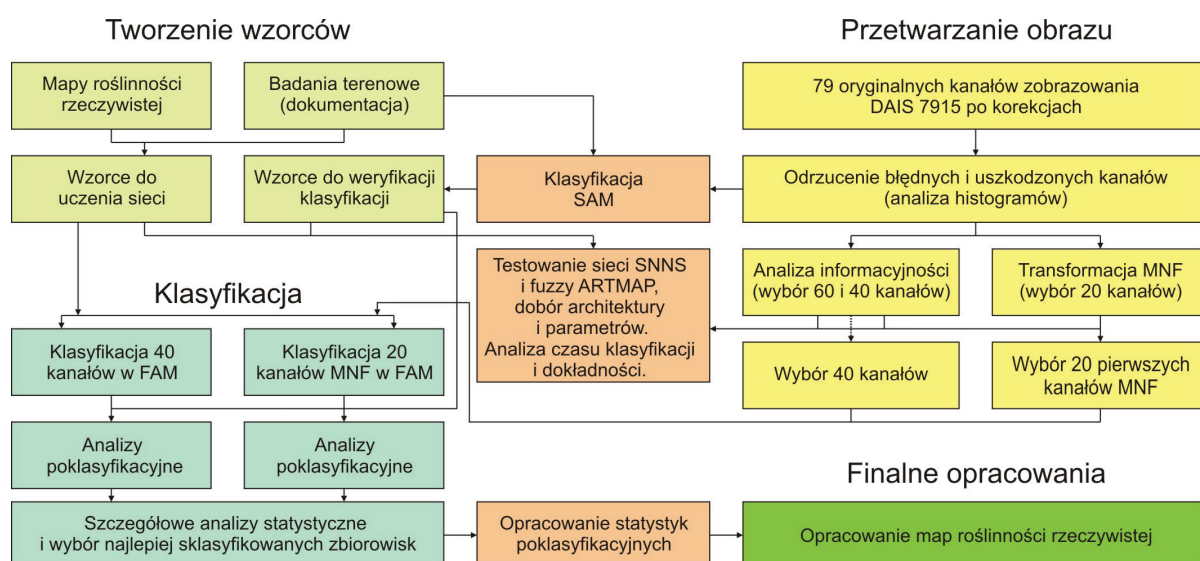 Tworzenie wzorców
Przetwarzanie obrazu
Mapy roślinności
rzeczywistej
Badania terenowe
(dokumentacja)
79 oryginalnych kanałów zobrazowania
DAIS 7915 po korekcjach
Wzorce do
uczenia sieci
Wzorce do weryfikacji
klasyfikacji
Klasyfikacja
SAM
Odrzucenie błędnych i uszkodzonych kanałów
(analiza histogramów)
Testowanie sieci SNNS
i fuzzy ARTMAP,
dobór architektury
i parametrów.
Analiza czasu klasyfikacji
i dokładności.
Analiza informacyjności
(wybór 60 i 40 kanałów)
Transformacja MNF
(wybór 20 kanałów)
Klasyfikacja
Klasyfikacja 40
kanałów w FAM
Klasyfikacja 20
kanałów MNF w FAM
Wybór 40 kanałów
Wybór 20 pierwszych
kanałów MNF
Analizy
poklasyfikacyjne
Analizy
poklasyfikacyjne
Finalne opracowania
Szczegółowe analizy statystyczne
i wybór najlepiej sklasyfikowanych zbiorowisk
Opracowanie statystyk
poklasyfikacyjnych
Opracowanie map roślinności rzeczywistej